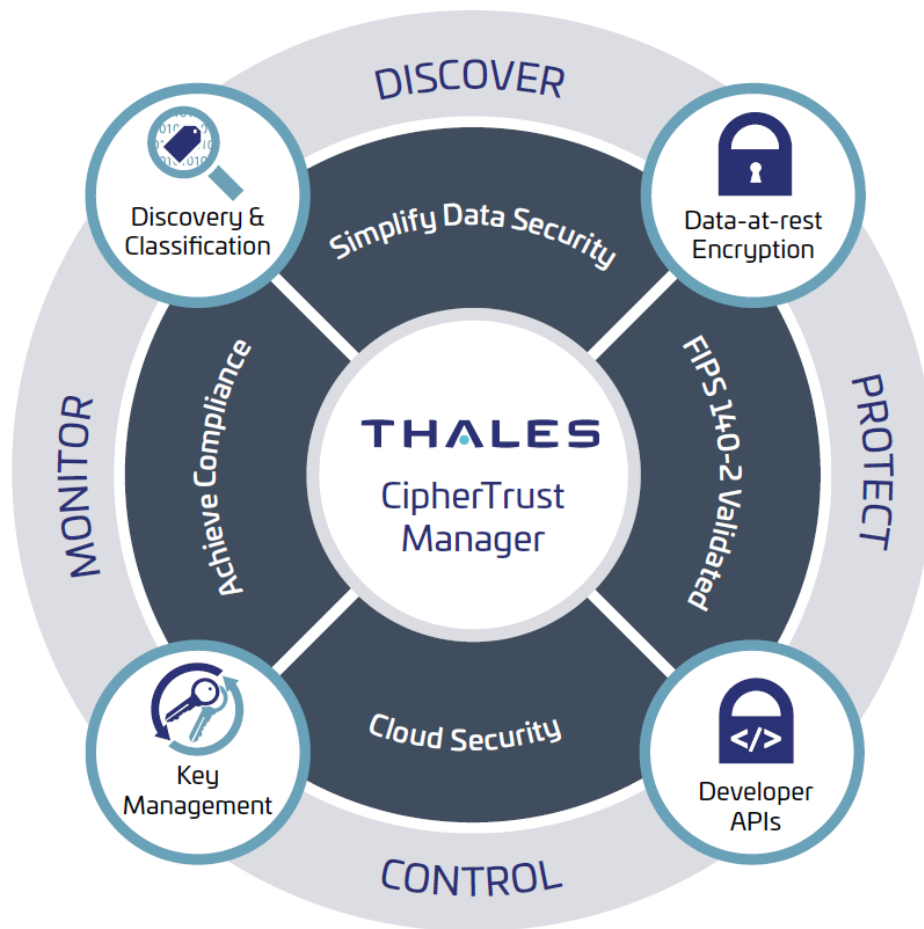 DISCOVER
Discovery &
Classification
Data-at-rest
Encryption
Simplify Data Security
MONITOR
Achieve Compliance
THALES
CipherTrust
Manager
FIPS 140-2 Validated
PROTECT
Key
Management
Cloud Security
</>
Developer
APIs
CONTROL